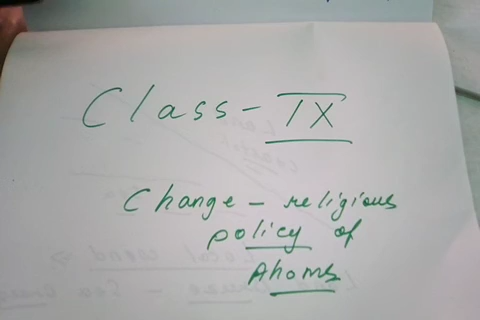 Class - IX
Change - religious
policy of
Ahoms